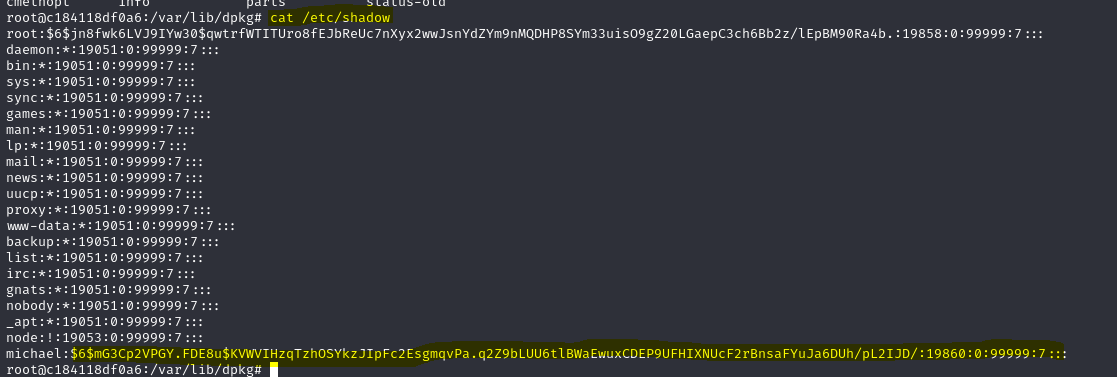 cmethopt      info            parts          status-old
root@c184118df0a6:/var/lib/dpkg# cat /etc/shadow
root:$6$jn8fwk6LVJ9IYw30$qwtrfWTITUro8fEJbReUc7nXyx2wwJsnYdZYm9nMQDHP8SYm33uisO9gZ20LGaepC3ch6Bb2z/lEpBM90Ra4b.:19858:0:99999:7:::
daemon:*:19051:0:99999:7:::
bin:*:19051:0:99999:7:::
sys:*:19051:0:99999:7:::
sync:*:19051:0:99999:7:::
games:*:19051:0:99999:7:::
man:*:19051:0:99999:7:::
lp:*:19051:0:99999:7:::
mail:*:19051:0:99999:7:::
news:*:19051:0:99999:7:::
uucp:*:19051:0:99999:7:::
proxy:*:19051:0:99999:7:::
www-data:*:19051:0:99999:7:::
backup:*:19051:0:99999:7:::
list:*:19051:0:99999:7:::
irc:*:19051:0:99999:7:::
gnats:*:19051:0:99999:7:::
nobody:*:19051:0:99999:7:::
_apt:*:19051:0:99999:7:::
node:!:19053:0:99999:7:::
michael:$6$mG3Cp2VPGY.FDE8u$KVWVIHzqTzhOSYkzJIpFc2EsgmqvPa.q2Z9bLUU6tlBWaEwuxCDEP9UFHIXNUcF2rBnsaFYuJa6DUh/pL2IJD/:19860:0:99999:7:::
root@c184118df0a6:/var/lib/dpkg#